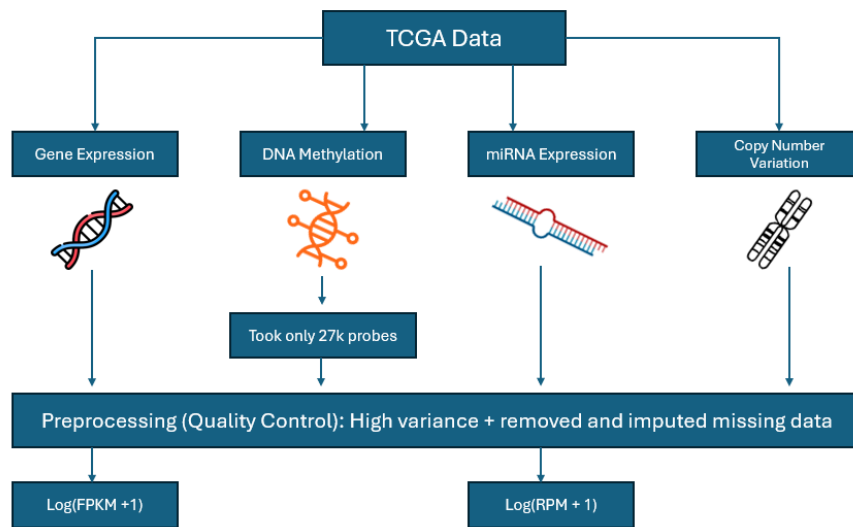 TCGA Data
Gene Expression
DNA Methylation
miRNA Expression
Copy Number
Variation
Took only 27k probes
Preprocessing (Quality Control): High variance + removed and imputed missing data
Log(FPKM +1)
Log(RPM + 1)